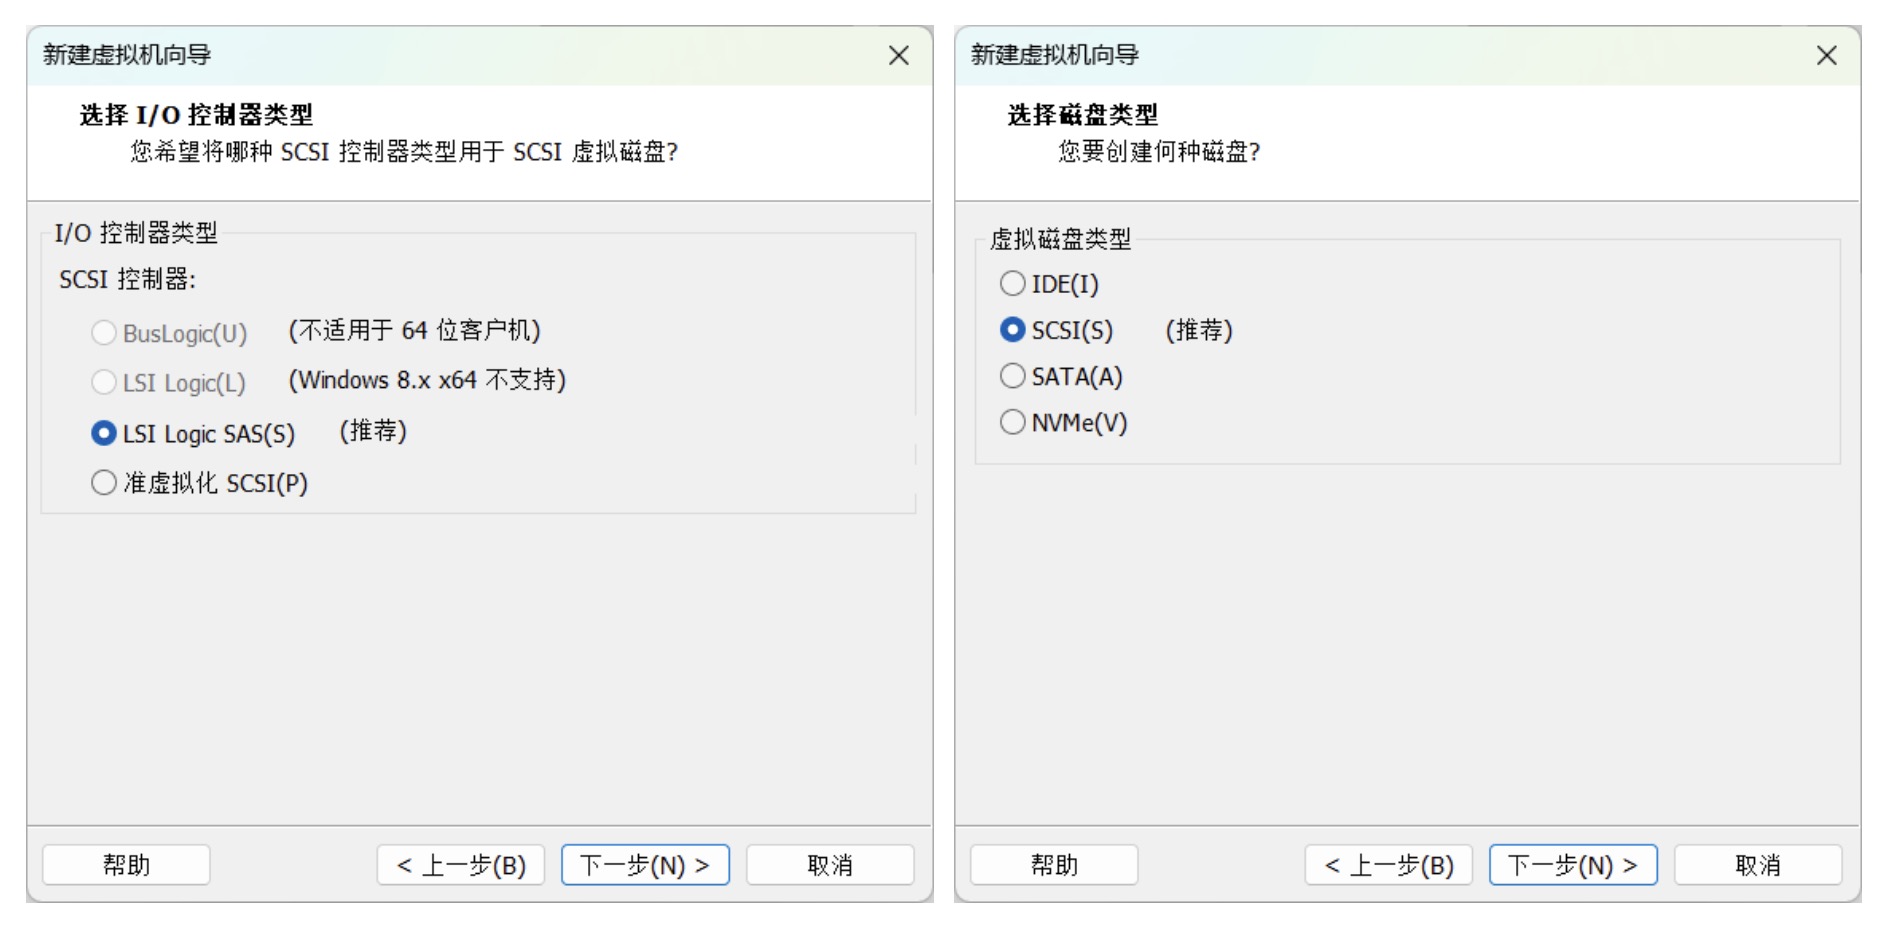 新建虚拟机向导
选择 I/O 控制器类型
您希望将哪种 SCSI 控制器类型用于 SCSI 虚拟磁盘?
I/O 控制器类型
SCSI 控制器:
BusLogic(U) (不适用于 64 位客户机)
LSI Logic(L) (Windows 8.x x64 不支持)
LSI Logic SAS(S) (推荐)
准虚拟化 SCSI(P)
帮助
< 上一步(B)
下一步(N) >
取消
新建虚拟机向导
选择磁盘类型
您要创建何种磁盘?
虚拟磁盘类型
IDE(I)
SCSI(S) (推荐)
SATA(A)
NVMe(V)
帮助
< 上一步(B)
下一步(N) >
取消